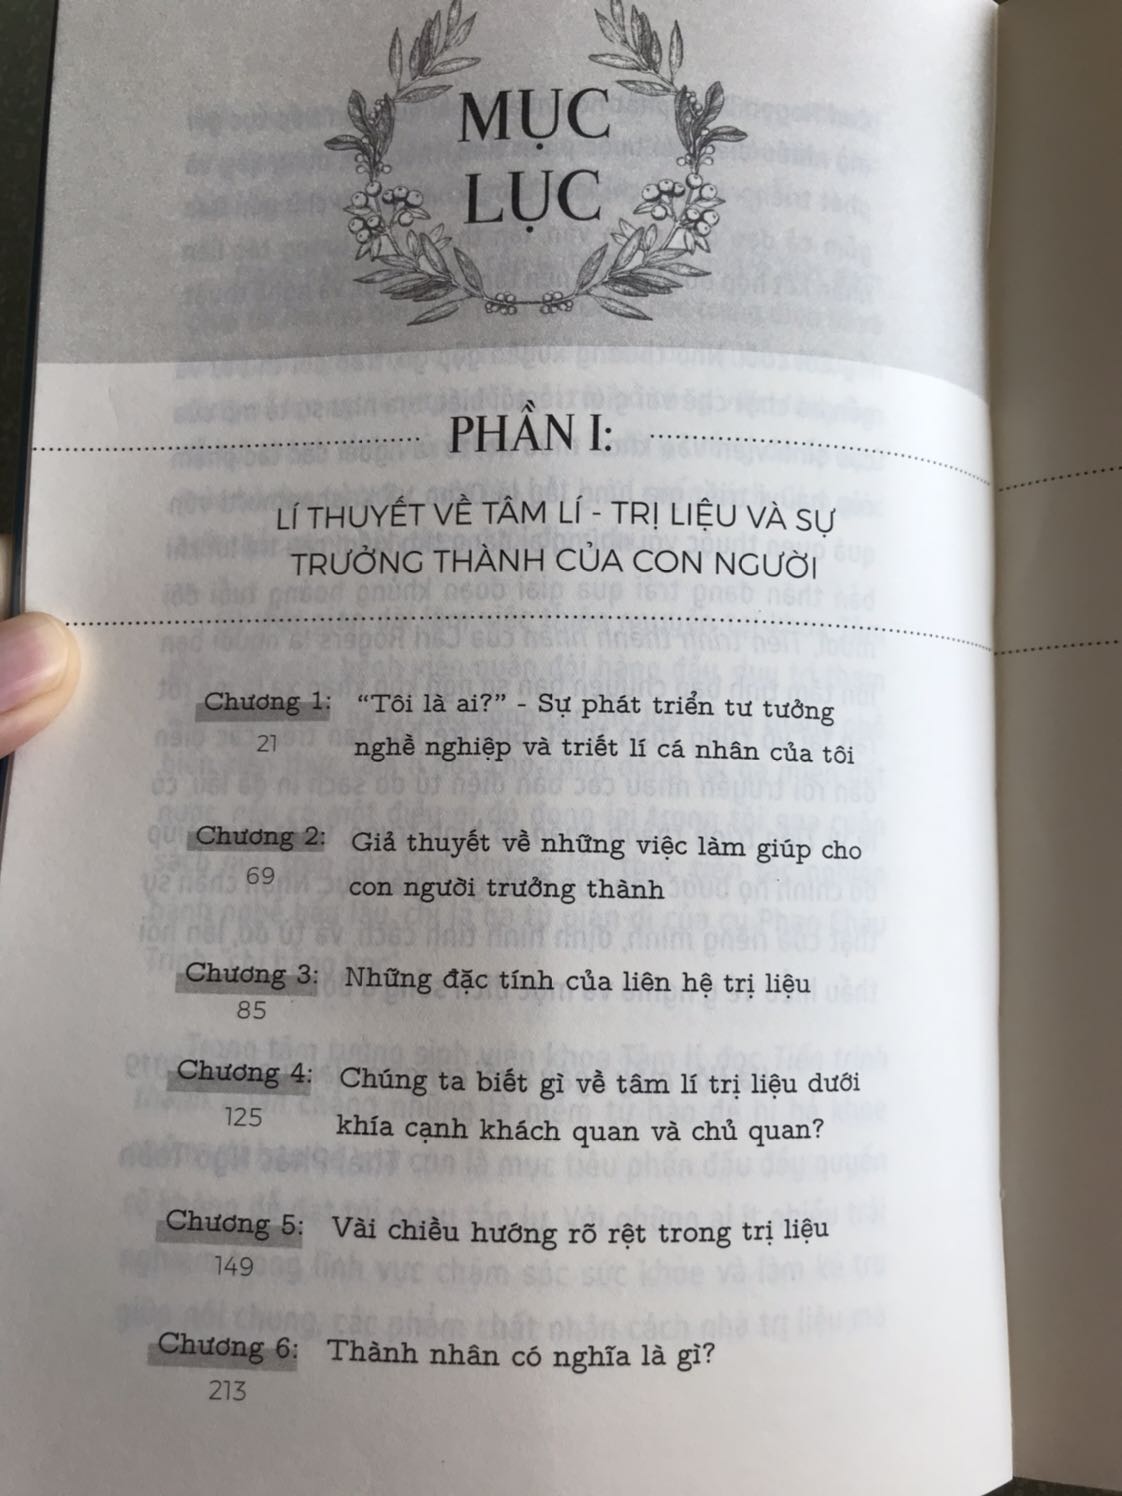 MỤC
LỤC
PHẦN I:
LÍ THUYẾT VỀ TÂM LÍ - TRỊ LIỆU VÀ SỰ
TRƯỞNG THÀNH CỦA CON NGƯỜI
Chương 1: “Tôi là ai?” - Sự phát triển tư tưởng
21 nghề nghiệp và triết lí cá nhân của tôi
Chương 2: Giả thuyết về những việc làm giúp cho
69 con người trưởng thành
Chương 3: Những đặc tính của liên hệ trị liệu
85
Chương 4: Chúng ta biết gì về tâm lí trị liệu dưới
125 khía cạnh khách quan và chủ quan?
Chương 5: Vài chiều hướng rõ rệt trong trị liệu
149
Chương 6: Thành nhân có nghĩa là gì?
213